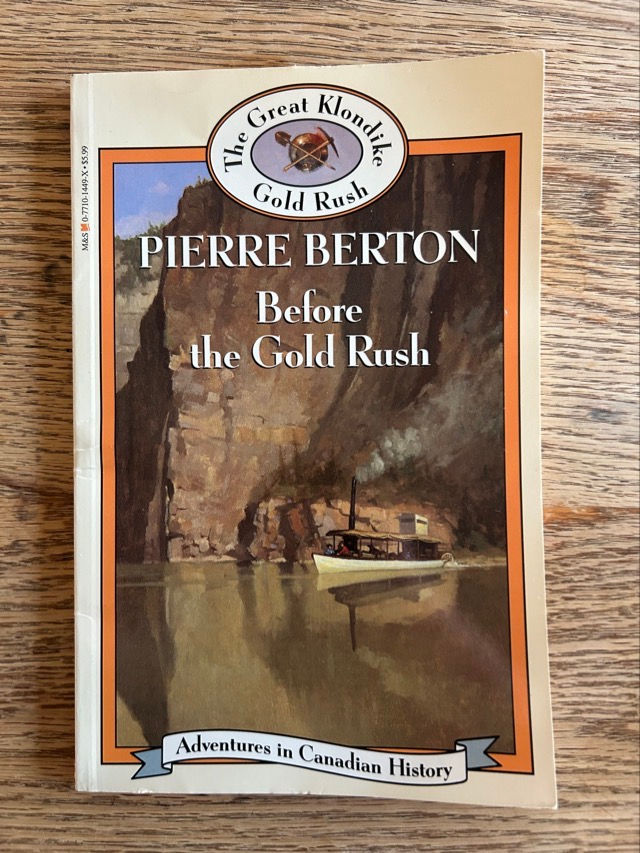 The Great Klondike
Gold Rush
M&S 0-7710-1449-X • $5.99
PIERRE BERTON
Before
the Gold Rush
Adventures in Canadian History